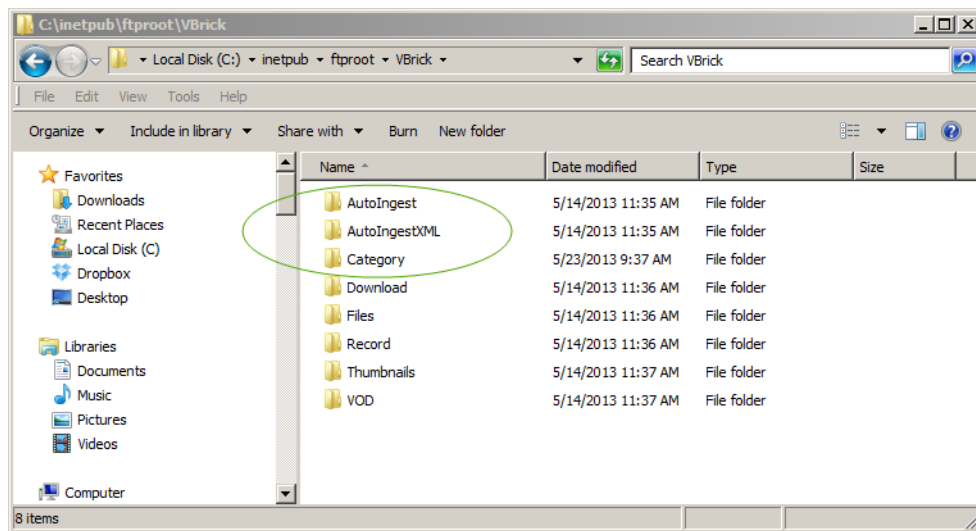 C:\inetpub\ftproot\VBrick
Local Disk (C:) inetpub ftproot VBrick
Search VBrick
File Edit View Tools Help
Organize Include in library Share with Burn New folder
Favorites
Downloads
Recent Places
Local Disk (C)
Dropbox
Desktop
Libraries
Documents
Music
Pictures
Videos
Computer
Name Date modified Type Size
AutoIngest 5/14/2013 11:35 AM File folder
AutoIngestXML 5/14/2013 11:35 AM File folder
Category 5/23/2013 9:37 AM File folder
Download 5/14/2013 11:36 AM File folder
Files 5/14/2013 11:36 AM File folder
Record 5/14/2013 11:36 AM File folder
Thumbnails 5/14/2013 11:37 AM File folder
VOD 5/14/2013 11:37 AM File folder
8 items